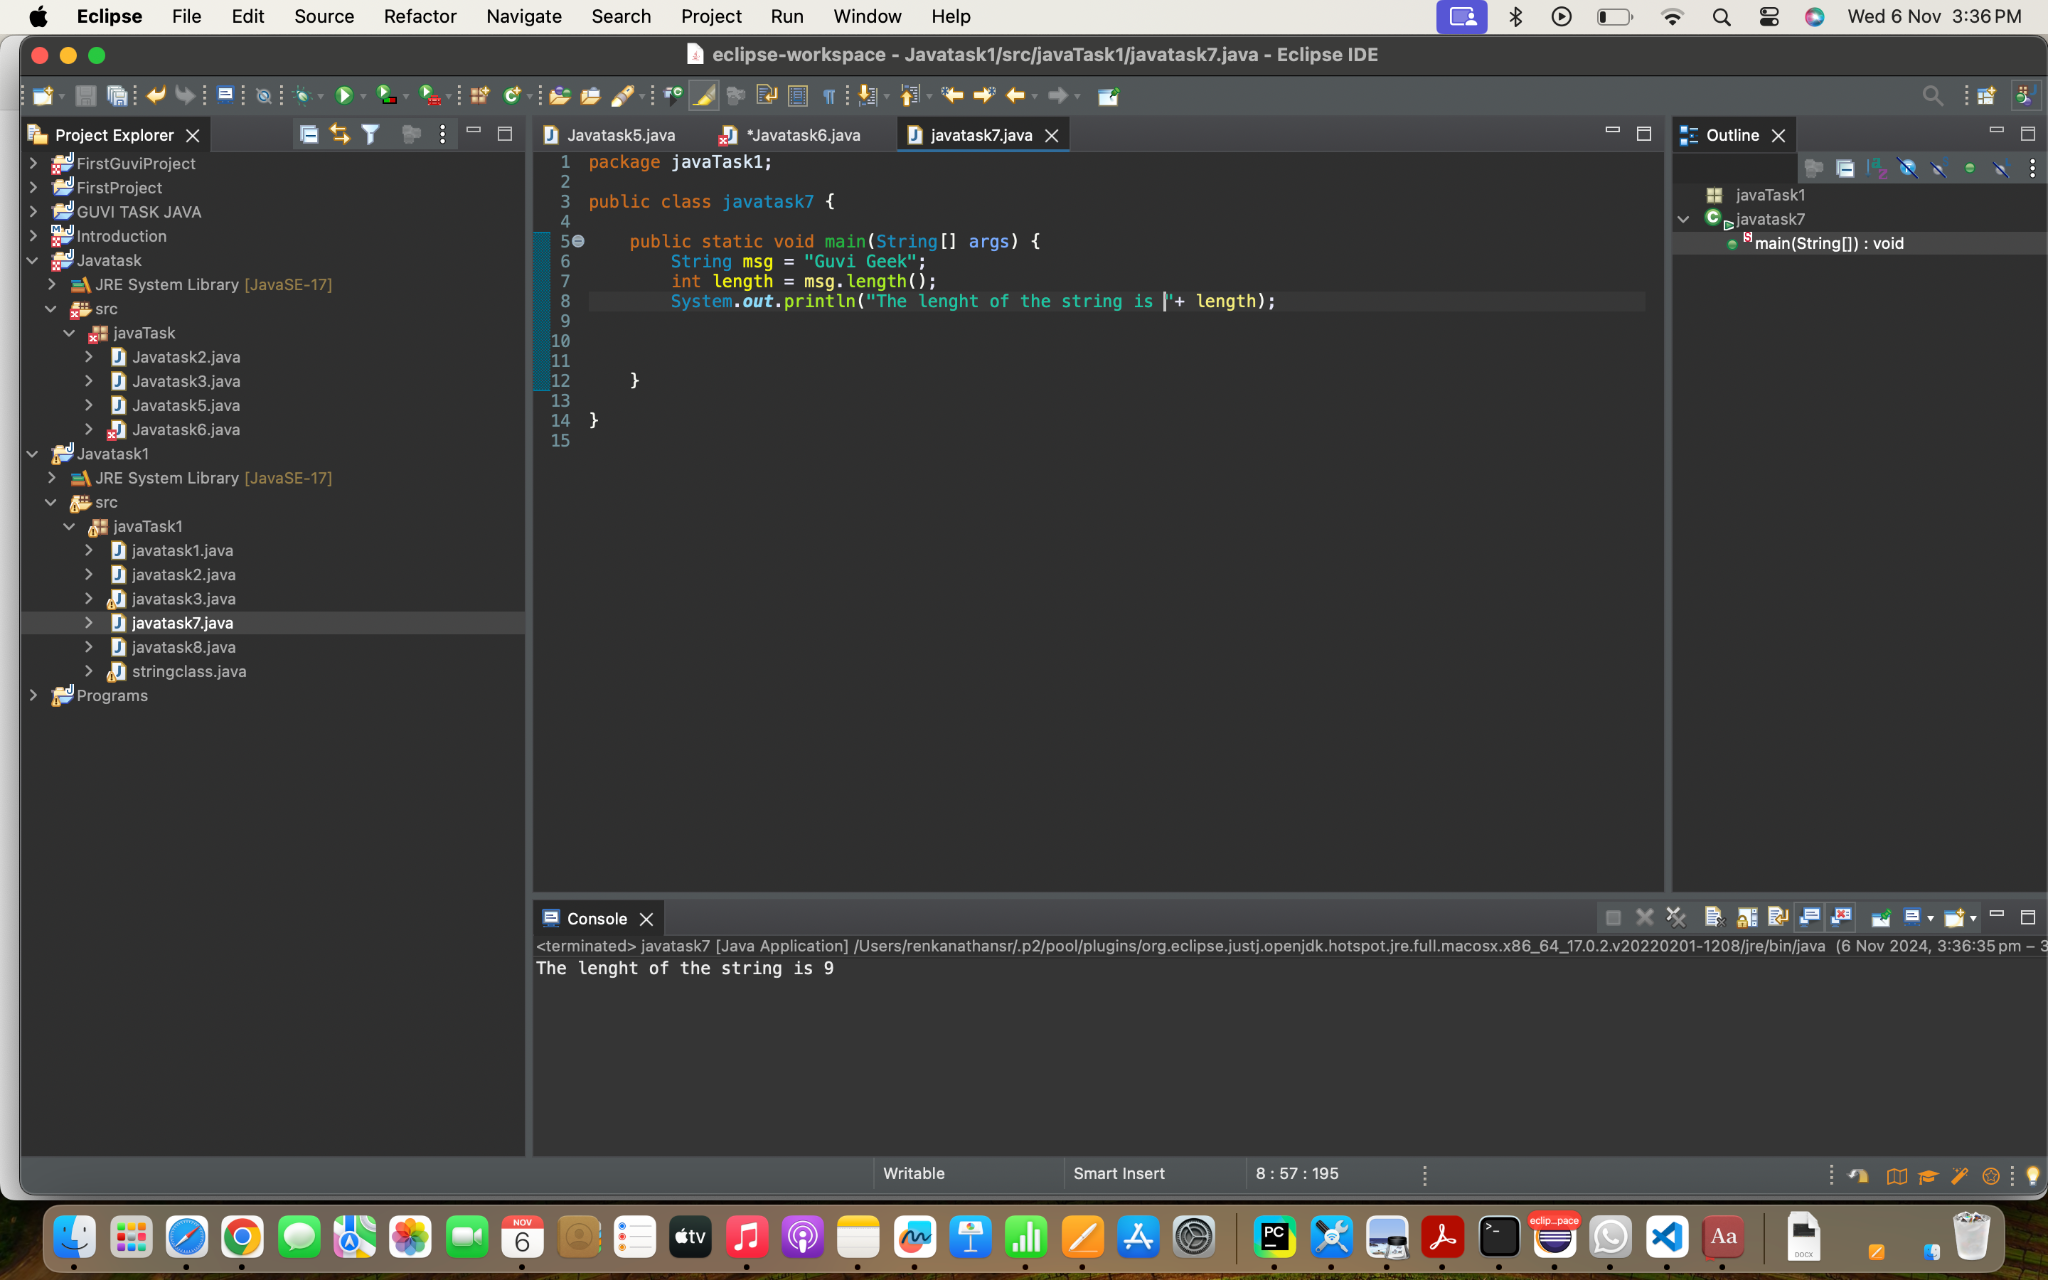 Eclipse File Edit Source Refactor Navigate Search Project Run Window Help Wed 6 Nov 3:36 PM
eclipse-workspace - Javatask1/src/javaTask1/javatask7.java - Eclipse IDE
Project Explorer
FirstGuviProject
FirstProject
GUVI TASK JAVA
Introduction
Javatask
JRE System Library [JavaSE-17]
src
javaTask
Javatask2.java
Javatask3.java
Javatask5.java
Javatask6.java
Javatask1
JRE System Library [JavaSE-17]
src
javaTask1
javatask1.java
javatask2.java
javatask3.java
javatask7.java
javatask8.java
stringclass.java
Programs
Javatask5.java *Javatask6.java javatask7.java
1 package javaTask1;
2
3 public class javatask7 {
4
5 public static void main(String[] args) {
6 String msg = "Guvi Geek";
7 int length = msg.length();
8 System.out.println("The lenght of the string is "+ length);
9
10
11
12 }
13
14 }
15
Outline
javaTask1
javatask7
main(String[]) : void
Console
<terminated> javatask7 [Java Application] /Users/renkanathansr/.p2/pool/plugins/org.eclipse.justj.openjdk.hotspot.jre.full.macosx.x86_64_17.0.2.v20220201-1208/jre/bin/java (6 Nov 2024, 3:36:35 pm – 3
The lenght of the string is 9
Writable Smart Insert 8 : 57 : 195
NOV
6
tv
PC
eclip...pace
Aa
DOCX